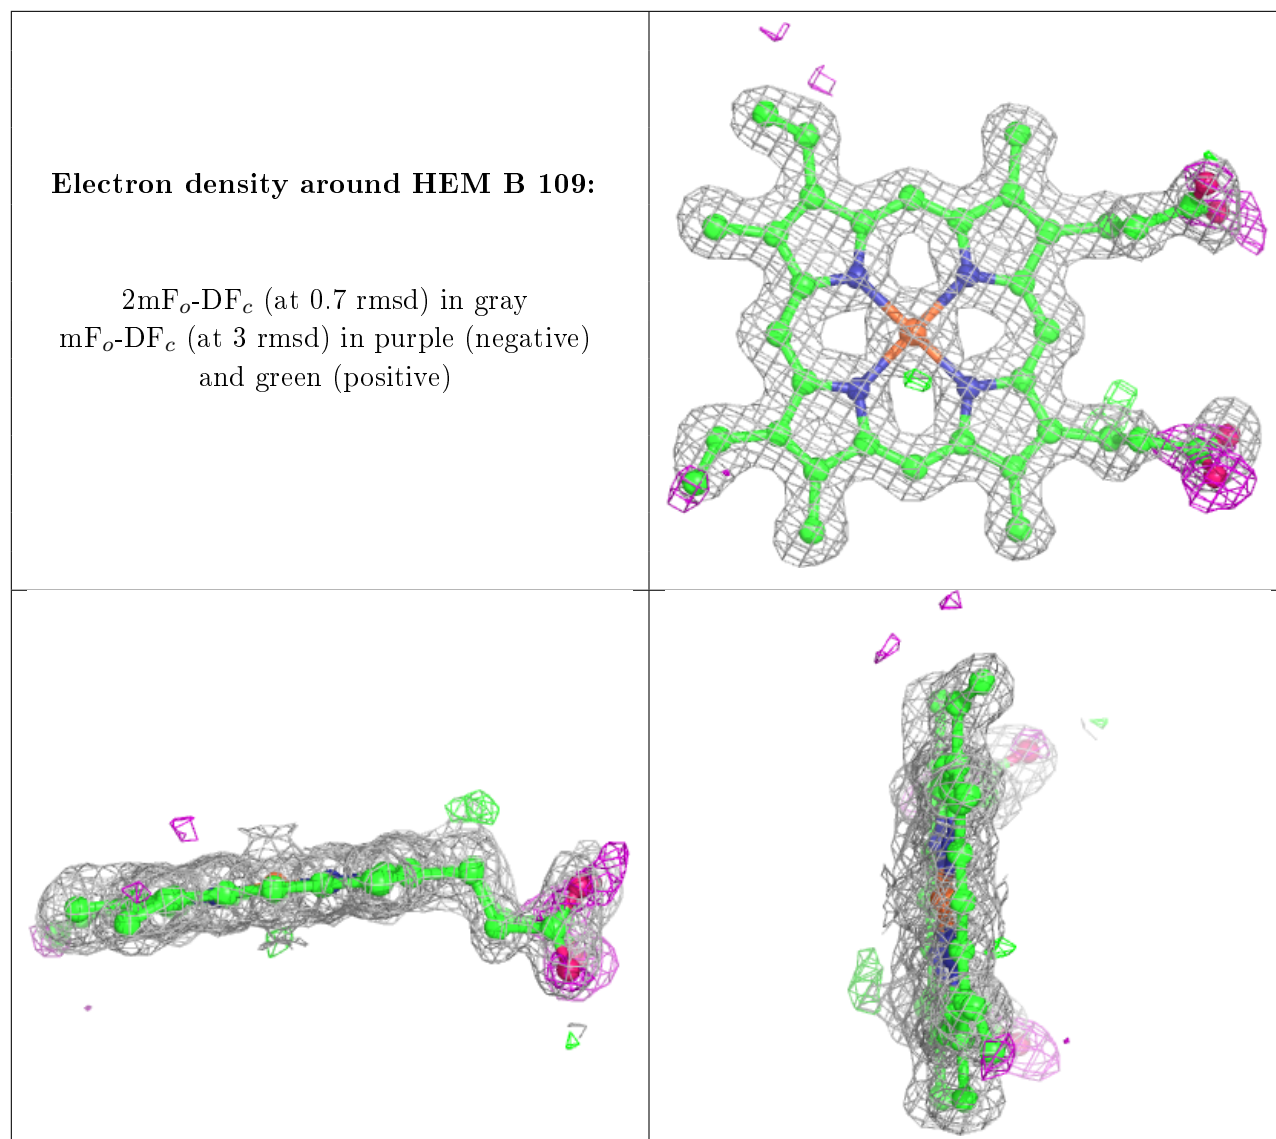 Electron density around HEM B 109:
2mFₒ-DF𝒸 (at 0.7 rmsd) in gray
mFₒ-DF𝒸 (at 3 rmsd) in purple (negative)
and green (positive)